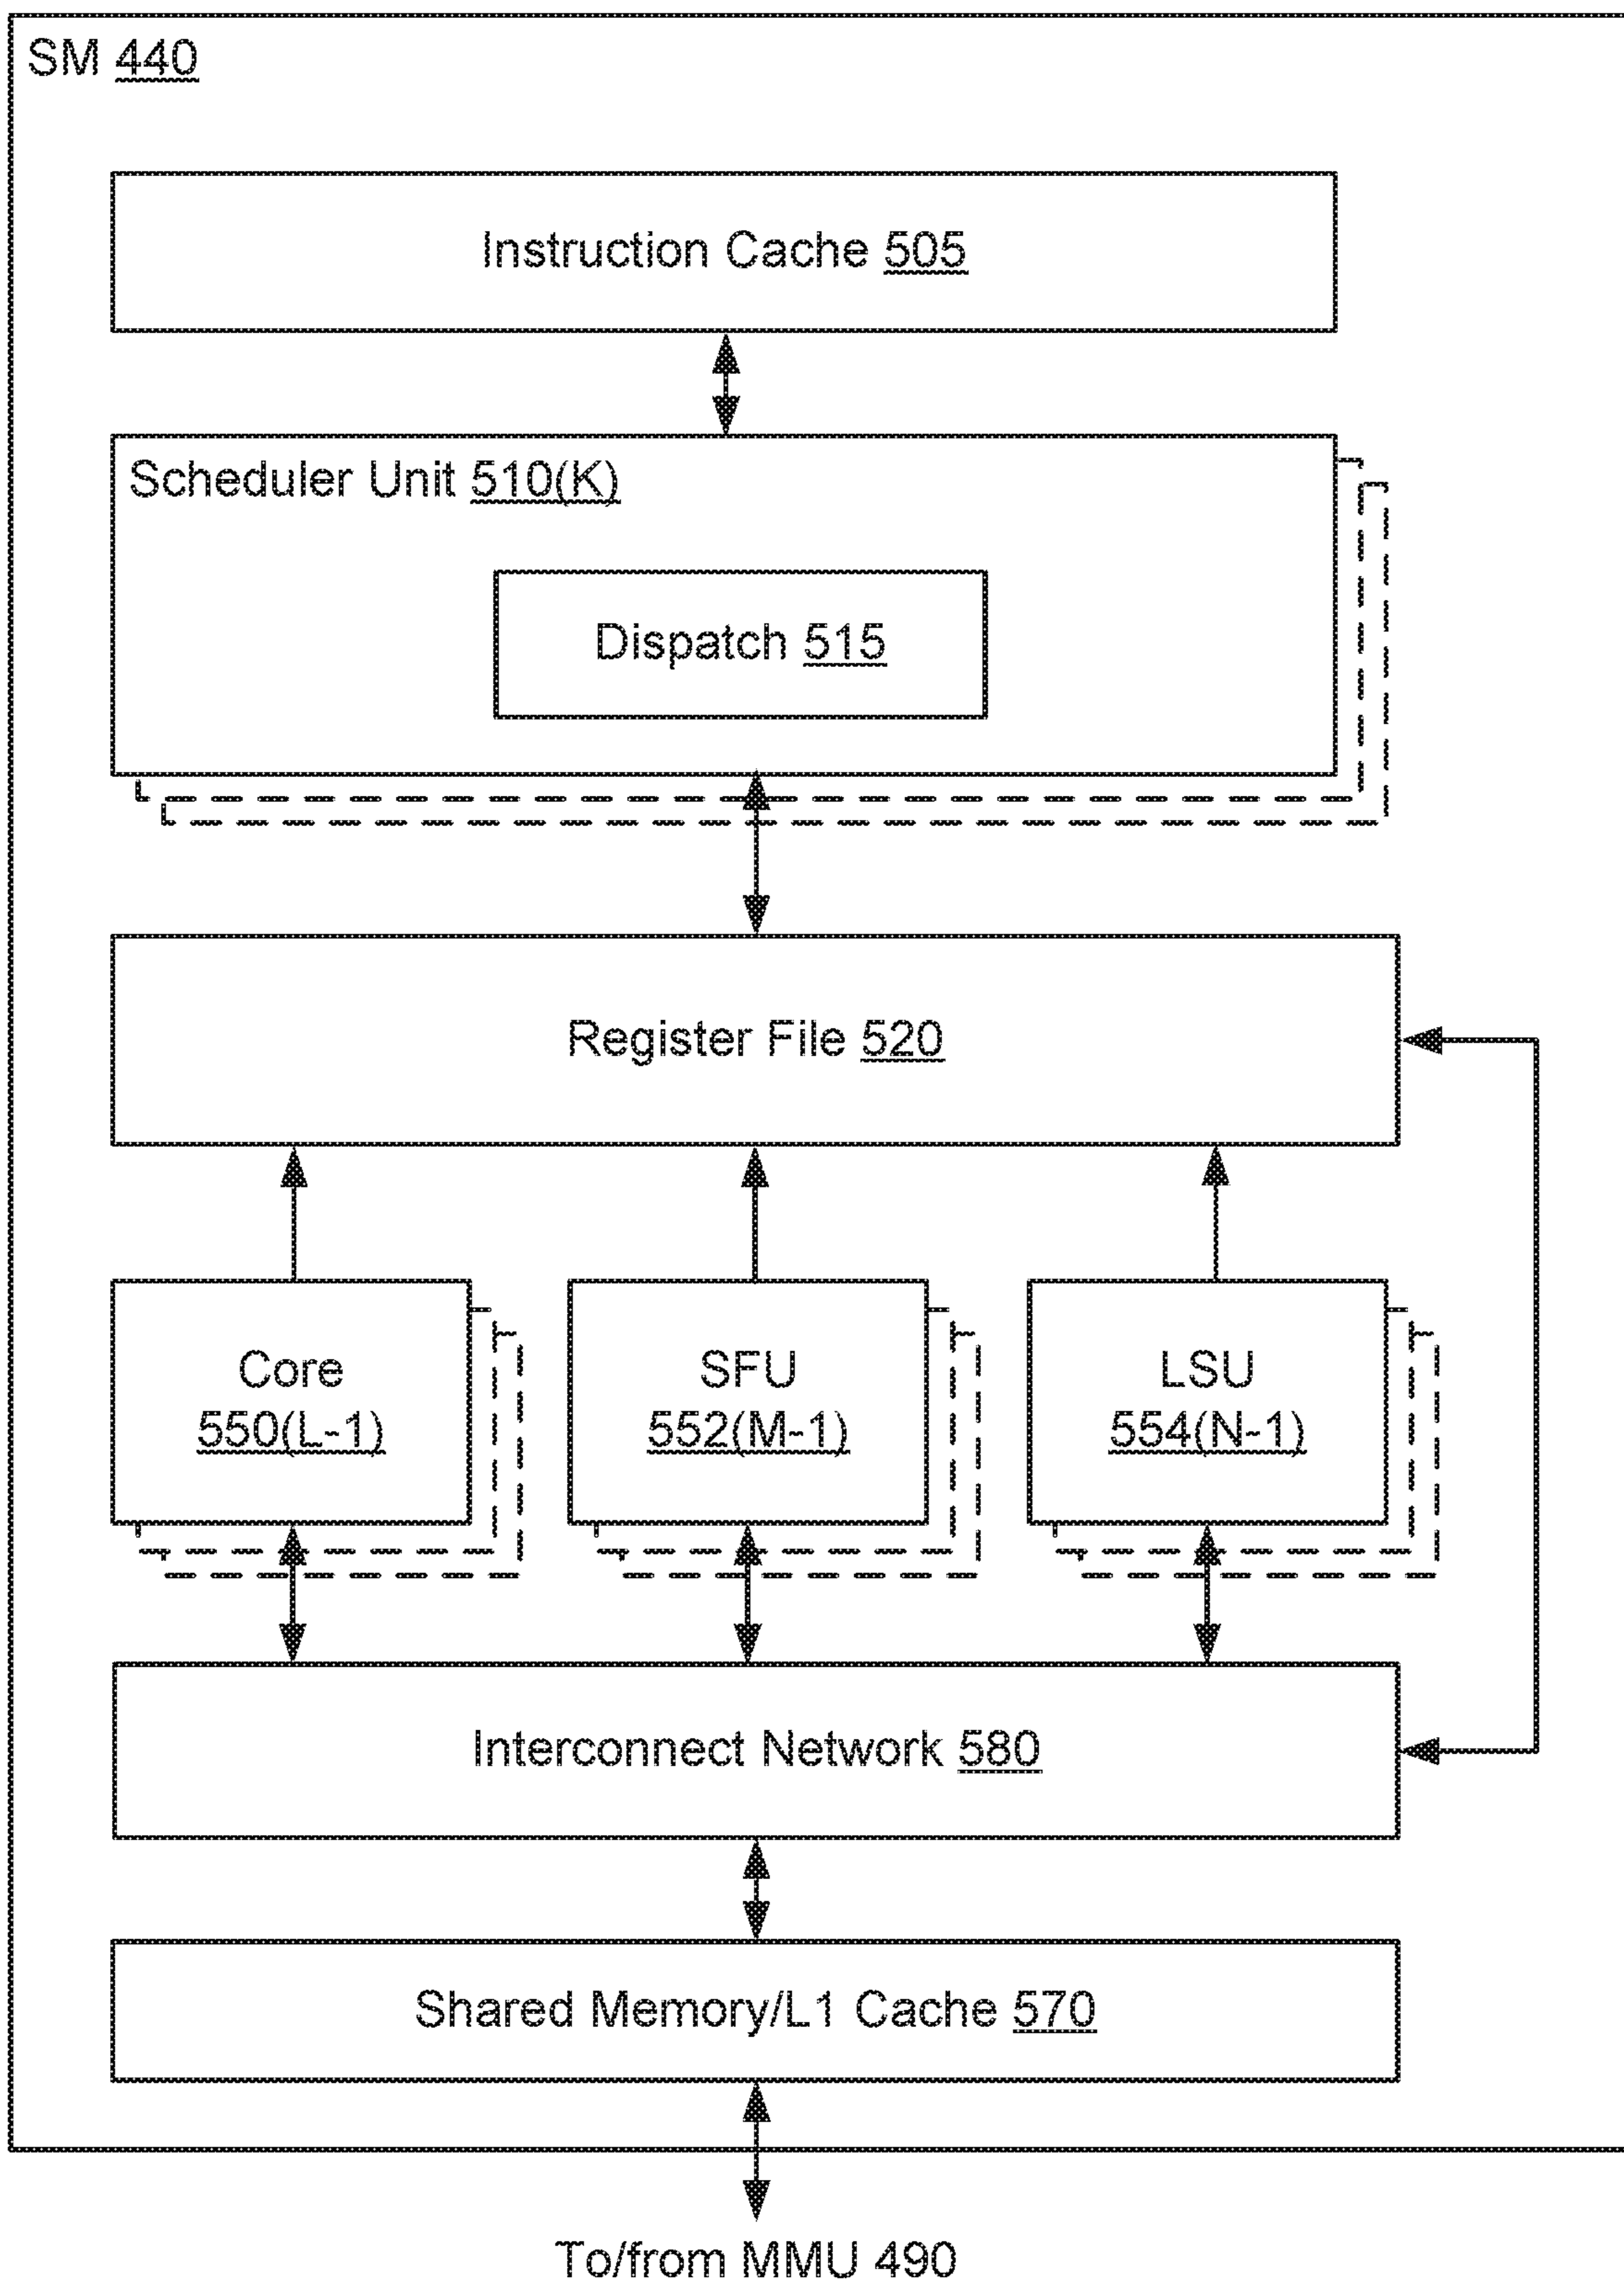 SM 440
Instruction Cache 505
Scheduler Unit 510(K)
Dispatch 515
Register File 520
Core
550(L-1)
SFU
552(M-1)
LSU
554(N-1)
Interconnect Network 580
Shared Memory/L1 Cache 570
To/from MMU 490